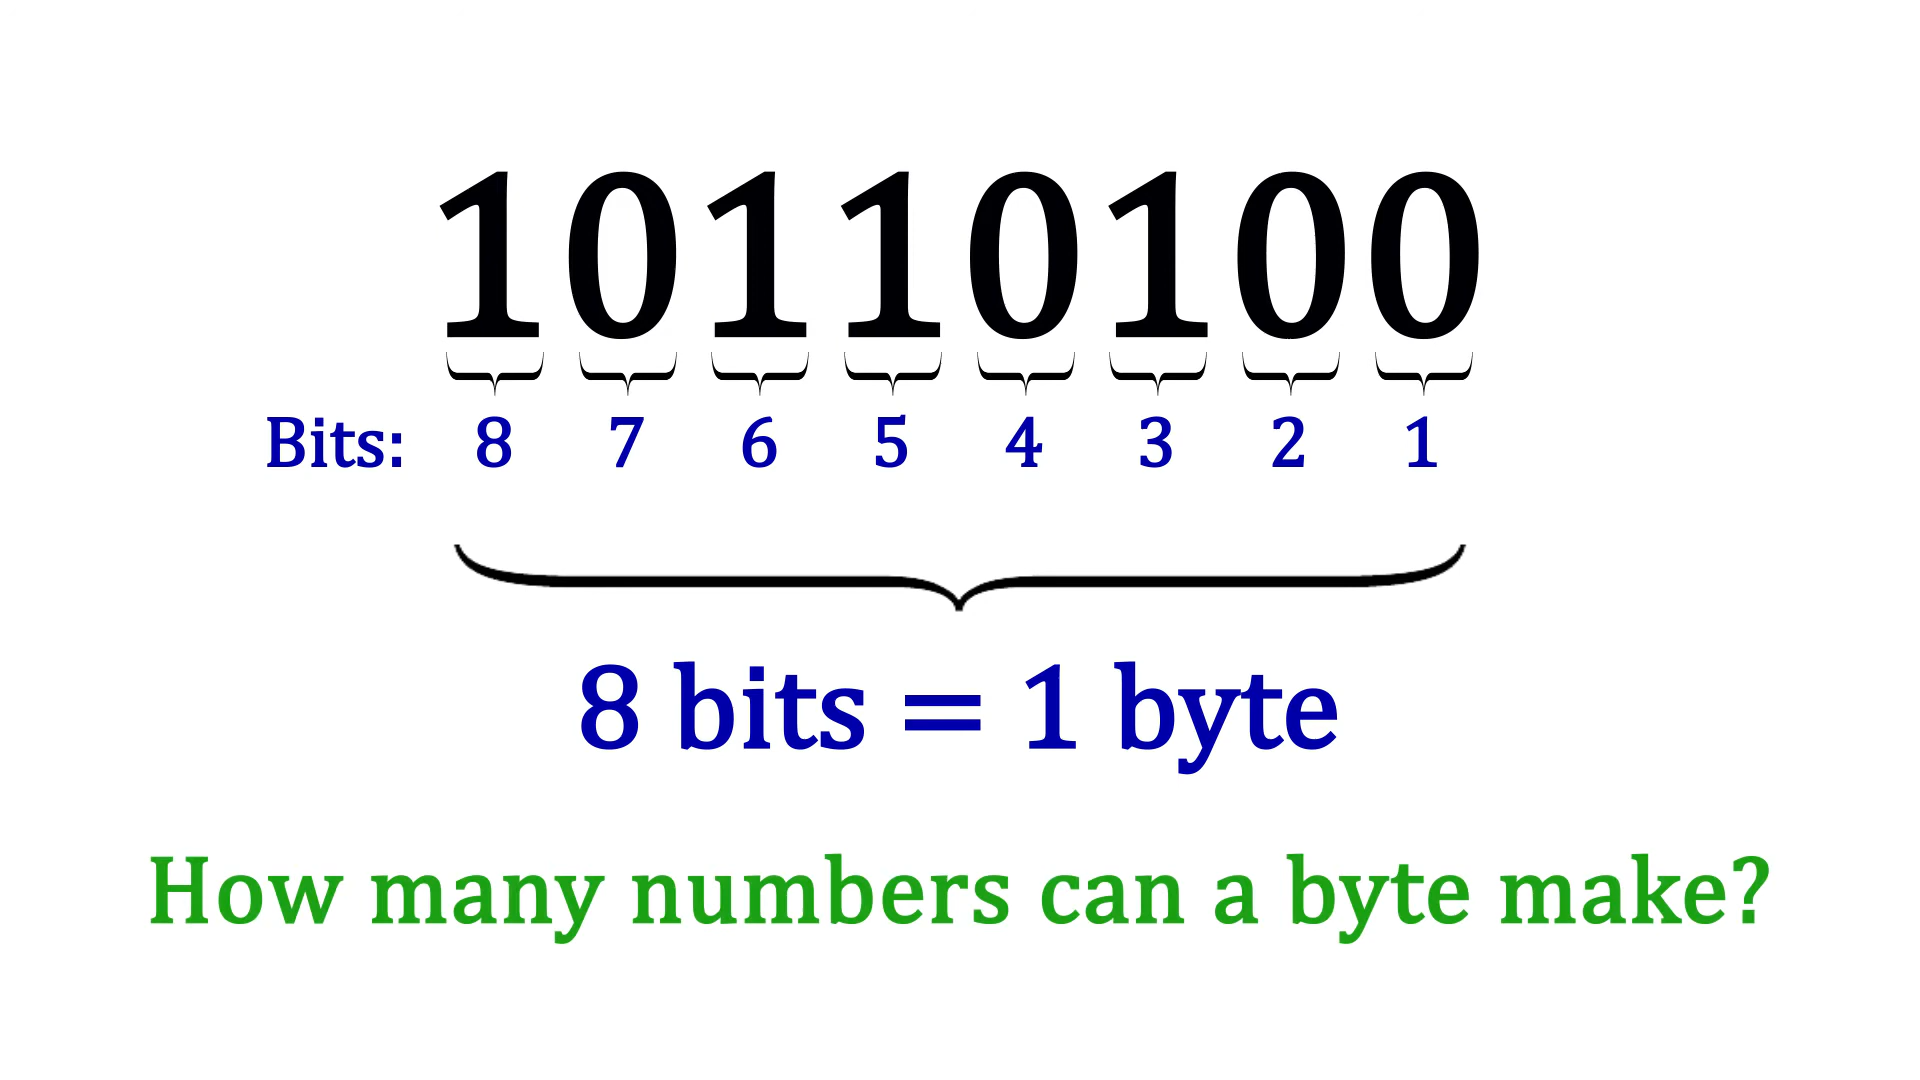 10110100
Bits: 8 7 6 5 4 3 2 1
8 bits = 1 byte
How many numbers can a byte make?